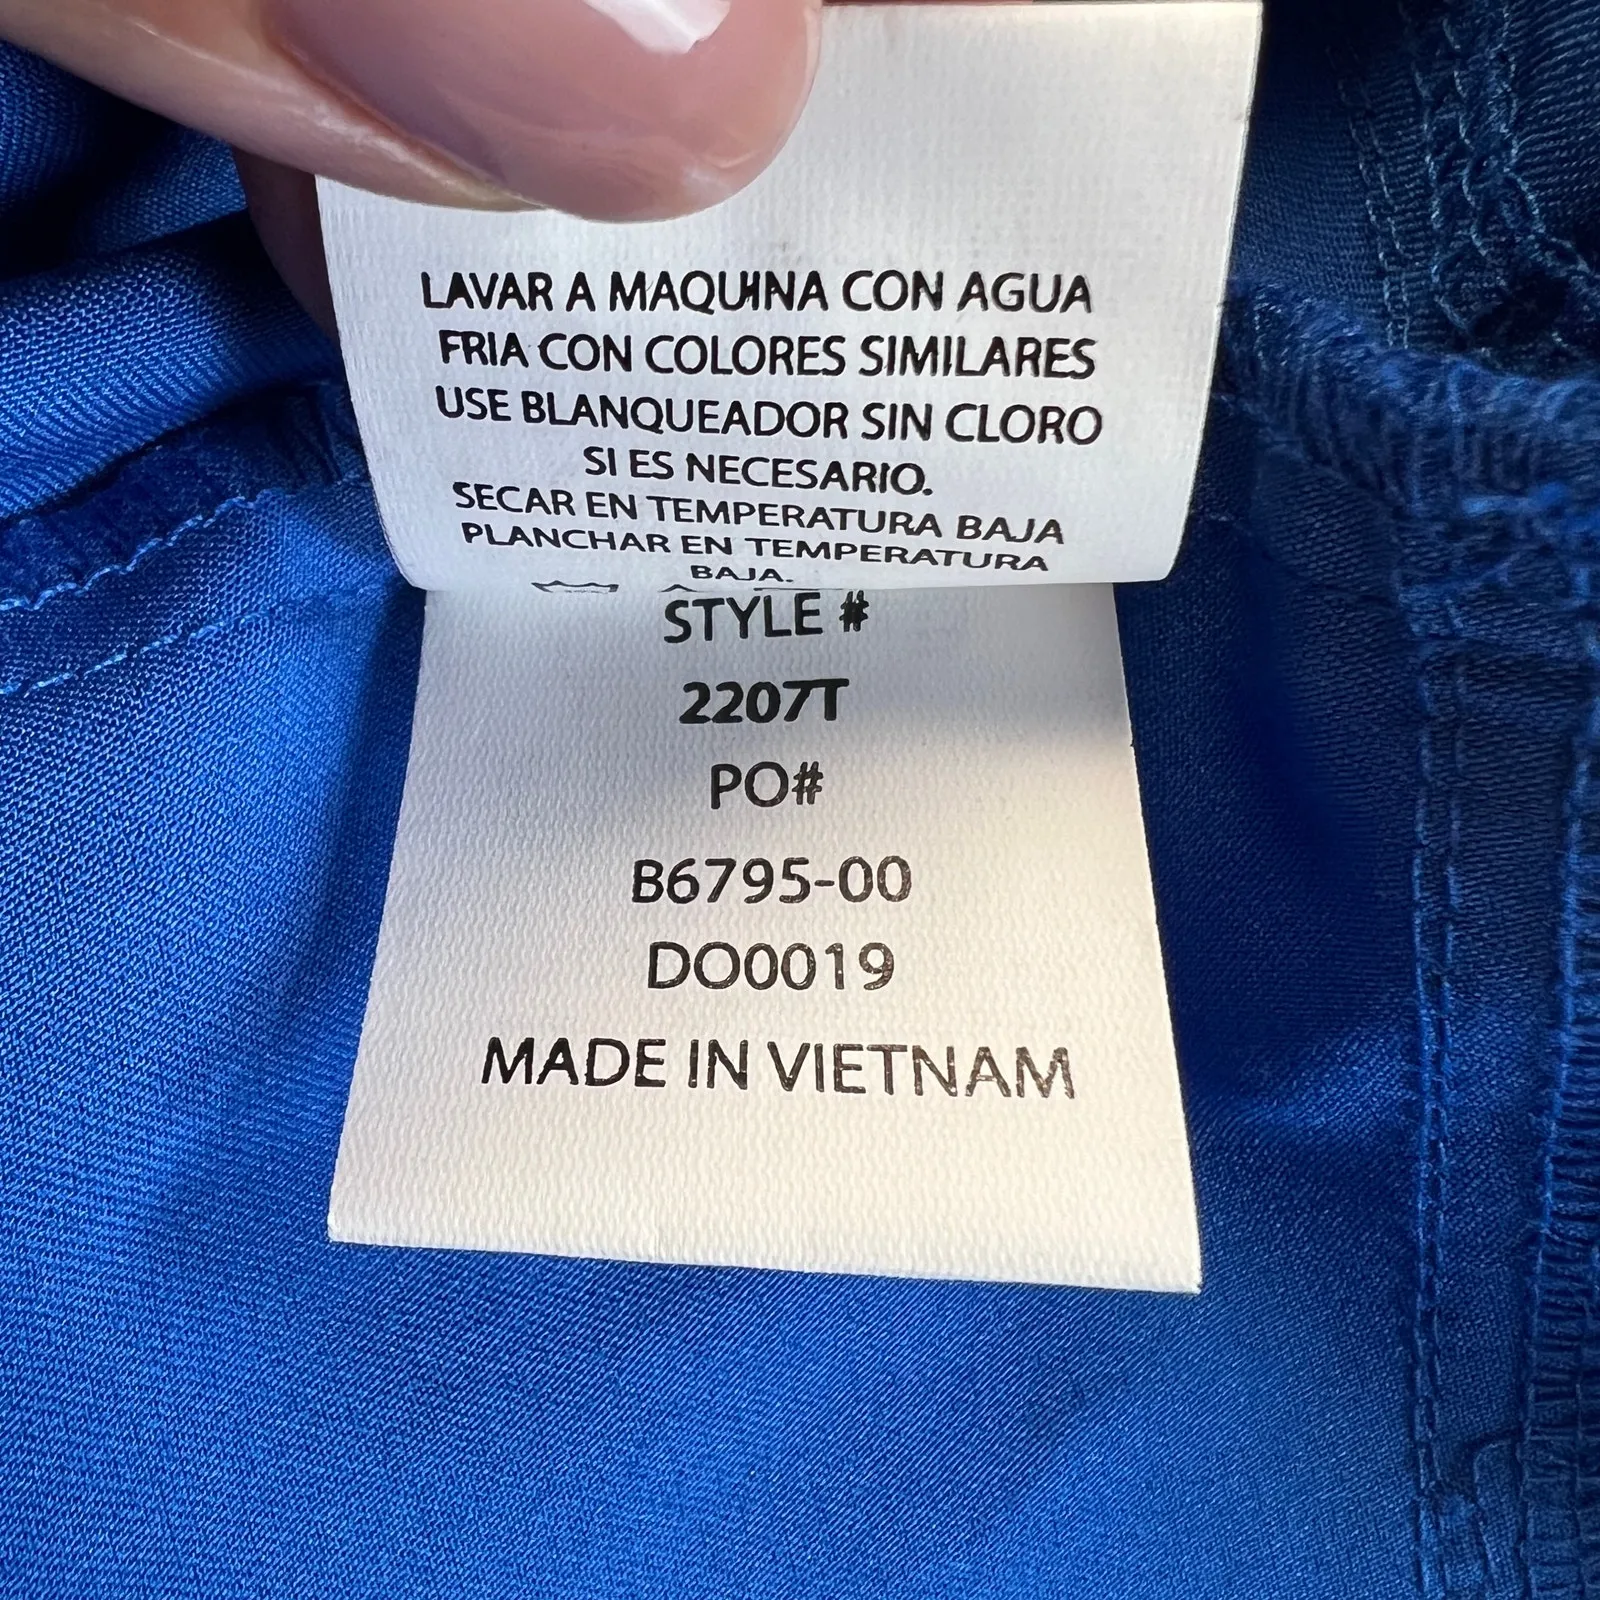 LAVAR A MAQUINA CON AGUA
FRIA CON COLORES SIMILARES
USE BLANQUEADOR SIN CLORO
SI ES NECESARIO.
SECAR EN TEMPERATURA BAJA
PLANCHAR EN TEMPERATURA
BAJA.
STYLE #
2207T
PO#
B6795-00
DO0019
MADE IN VIETNAM